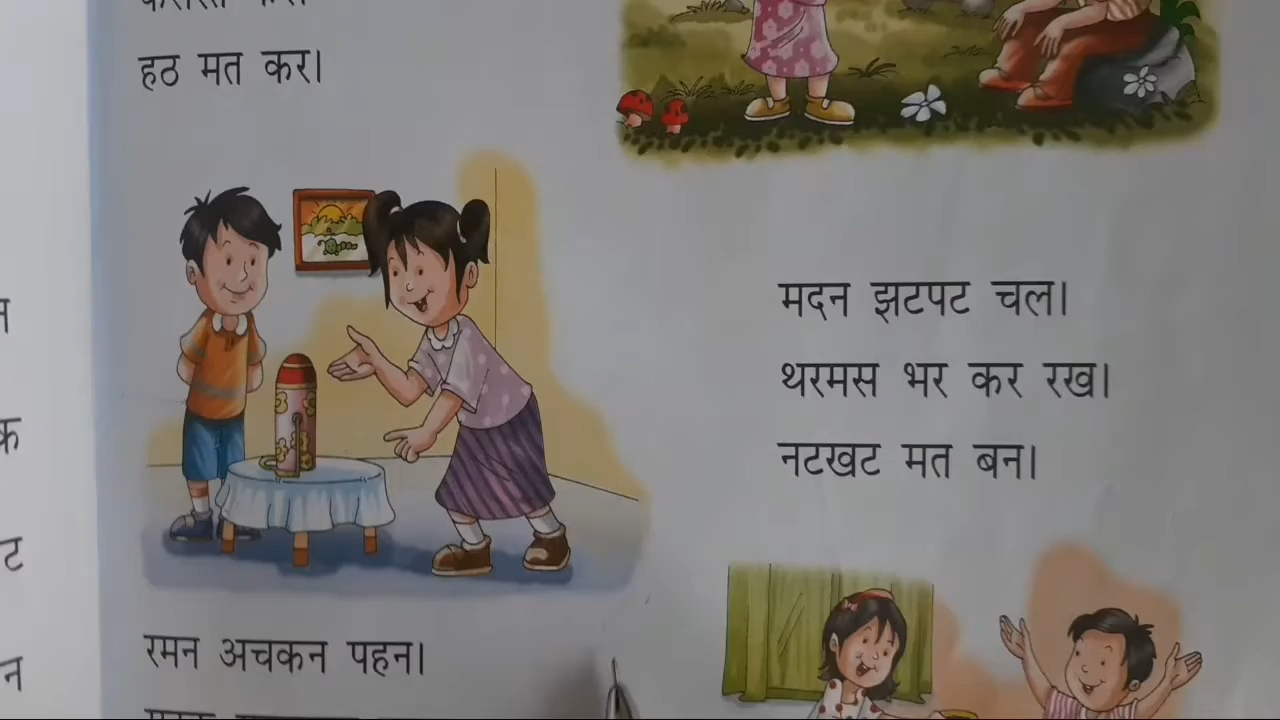 हठ मत कर।
मदन झटपट चल।
थरमस भर कर रख।
नटखट मत बन।
रमन अचकन पहन।